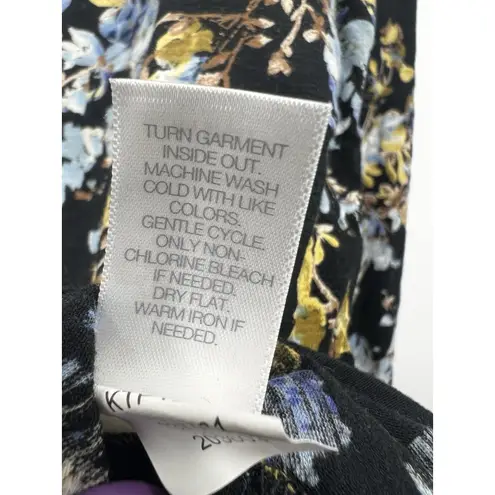 TURN GARMENT
INSIDE OUT.
MACHINE WASH
COLD WITH LIKE
COLORS.
GENTLE CYCLE.
ONLY NON-
CHLORINE BLEACH
IF NEEDED.
DRY FLAT.
WARM IRON IF
NEEDED.